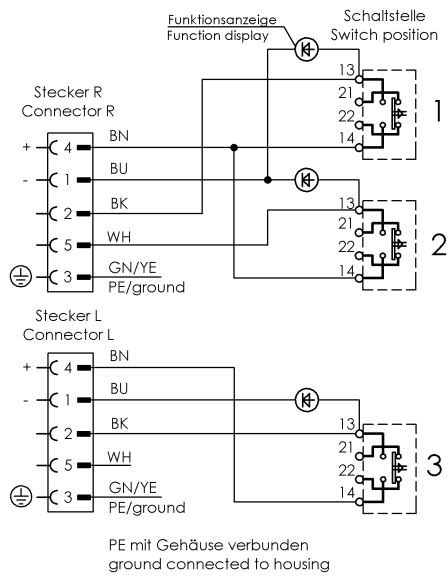 Funktionsanzeige
Function display
Schaltstelle
Switch position
13
21
22
14
1
Stecker R
Connector R
+ 4 BN
- 1 BU
2 BK
5 WH
3 GN/YE
PE/ground
13
21
22
14
2
Stecker L
Connector L
+ 4 BN
- 1 BU
2 BK
5 WH
3 GN/YE
PE/ground
13
21
22
14
3
PE mit Gehäuse verbunden
ground connected to housing